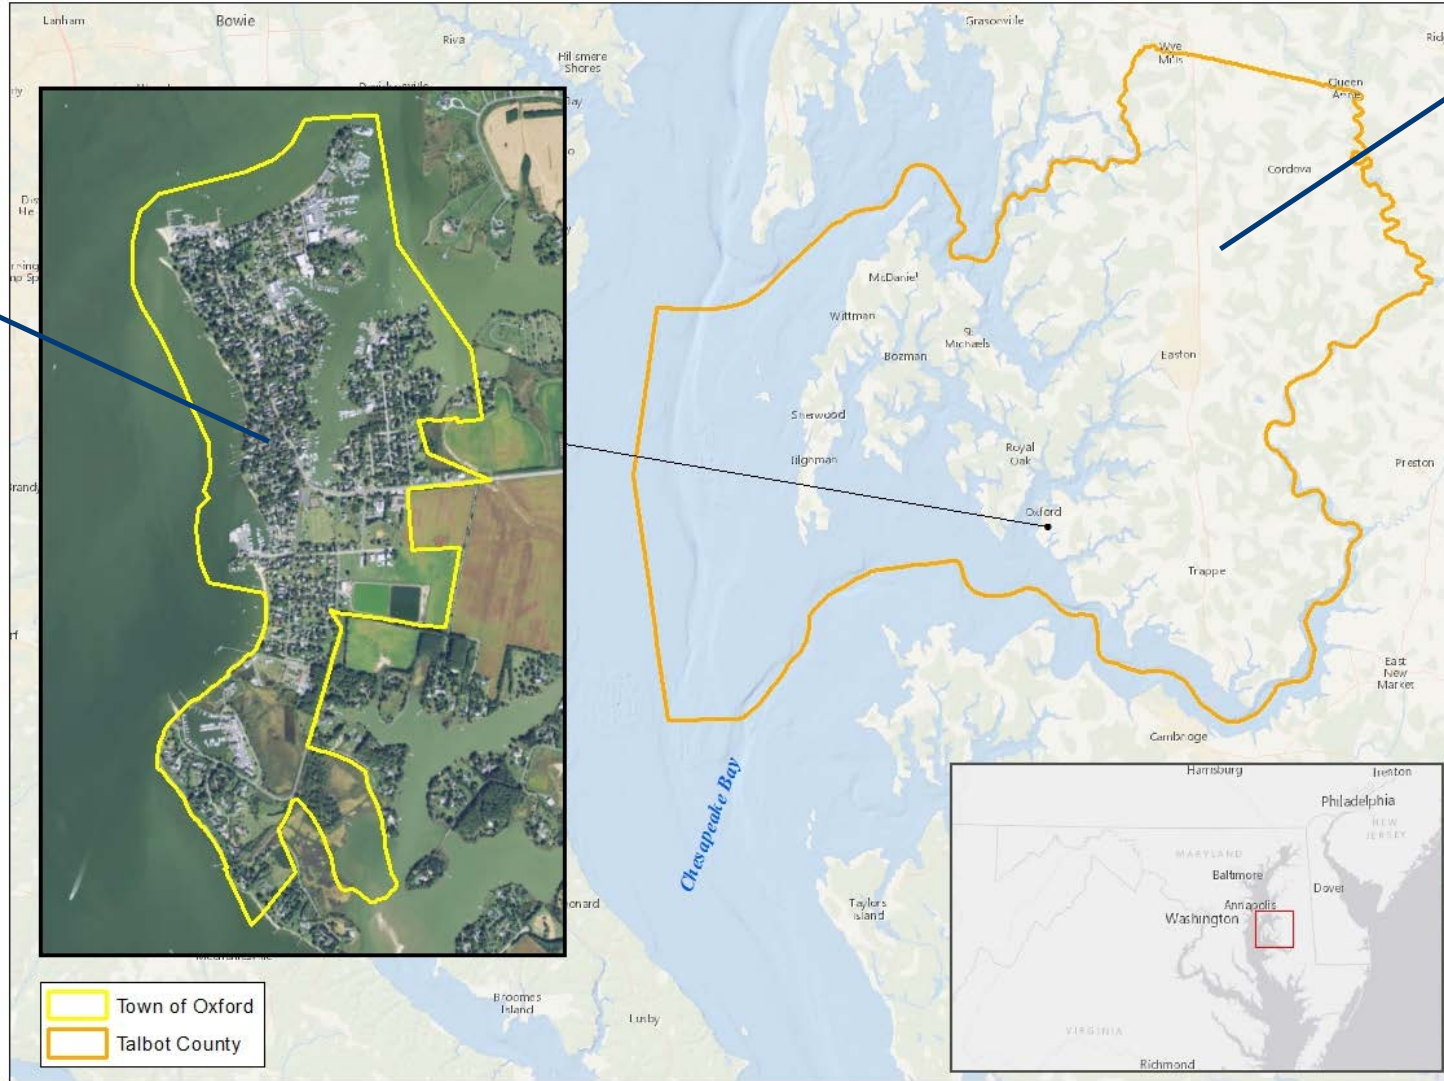 Lanham
Bowie
Riva
Hillsmere
Shores
Grasonville
Wye
Mills
Queen
Anne
Cordova
McDaniel
Wittman
St.
Michaels
Bozman
Easton
Sherwood
Tilghman
Royal
Oak
Preston
Oxford
Trappe
East
New
Market
Cambridge
Chesapeake Bay
Taylors
Island
Broomes
Island
Lusby
Town of Oxford
Talbot County
Harrisburg
Trenton
Philadelphia
NEW
JERSEY
MARYLAND
Baltimore
Dover
Annapolis
Washington
VIRGINIA
Richmond